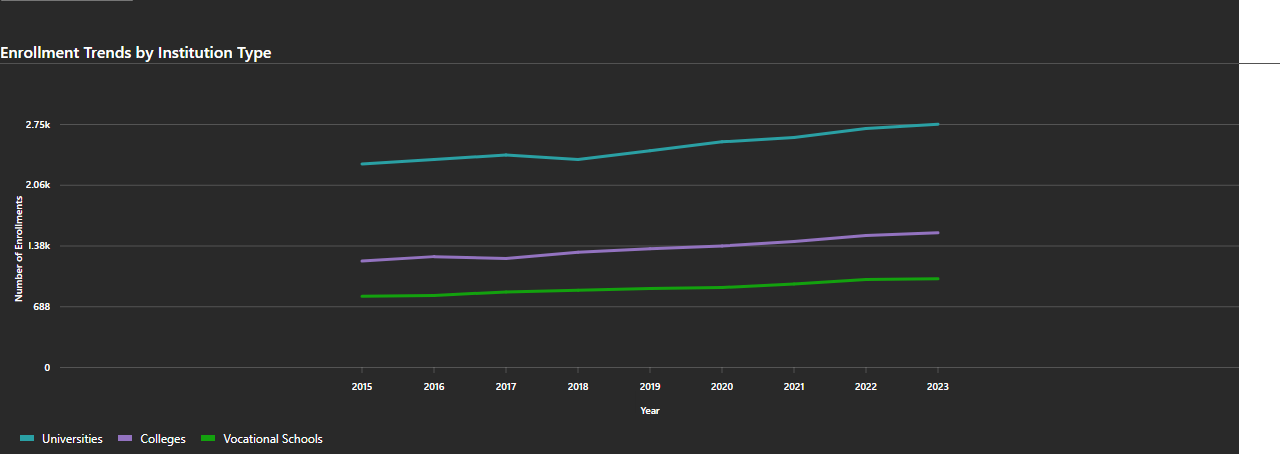 Enrollment Trends by Institution Type
2.75k
2.06k
1.38k
688
0
Number of Enrollments
2015 2016 2017 2018 2019 2020 2021 2022 2023
Year
Universities Colleges Vocational Schools